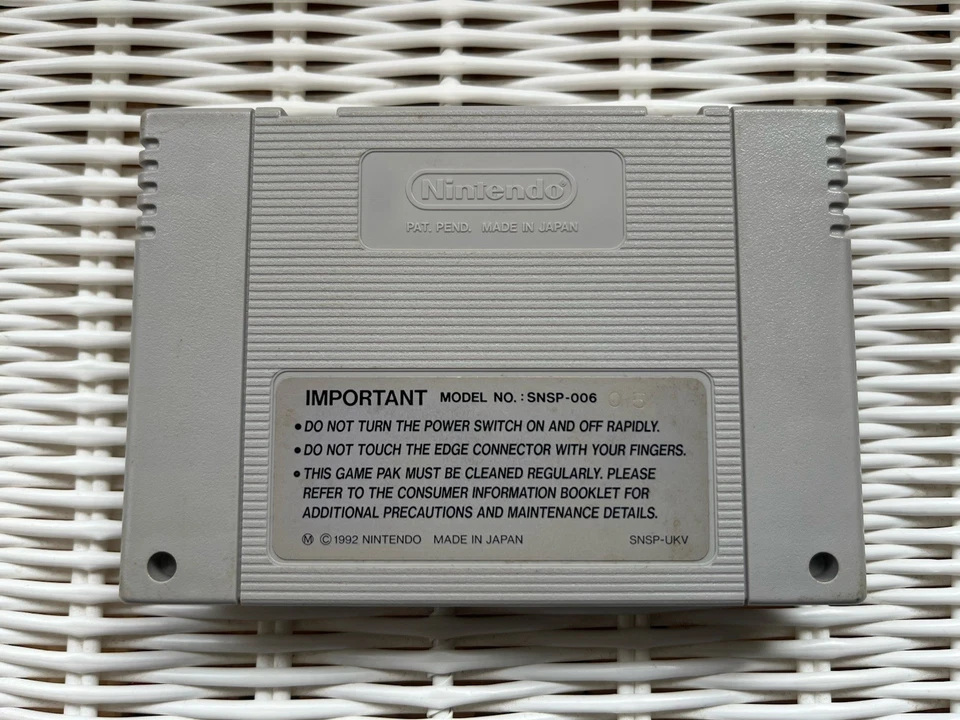 Nintendo®
PAT. PEND. MADE IN JAPAN
IMPORTANT MODEL NO. : SNSP-006
• DO NOT TURN THE POWER SWITCH ON AND OFF RAPIDLY.
• DO NOT TOUCH THE EDGE CONNECTOR WITH YOUR FINGERS.
• THIS GAME PAK MUST BE CLEANED REGULARLY. PLEASE
REFER TO THE CONSUMER INFORMATION BOOKLET FOR
ADDITIONAL PRECAUTIONS AND MAINTENANCE DETAILS.
Ⓜ ©1992 NINTENDO MADE IN JAPAN SNSP-UKV